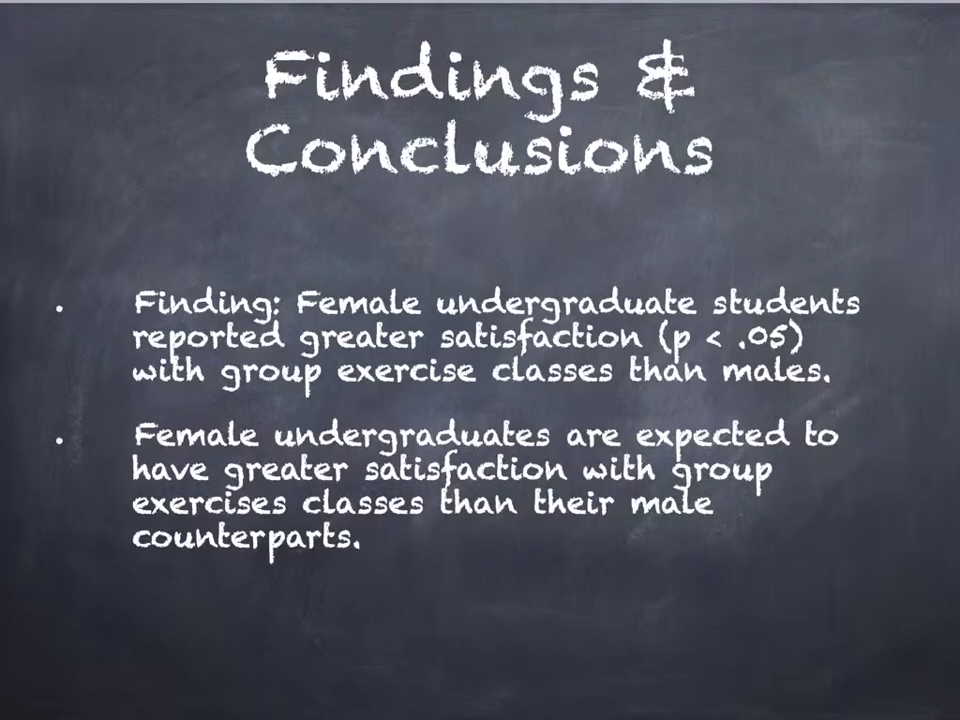 Findings &
Conclusions
. Finding: Female undergraduate students
reported greater satisfaction (p < .05)
with group exercise classes than males.
. Female undergraduates are expected to
have greater satisfaction with group
exercises classes than their male
counterparts.